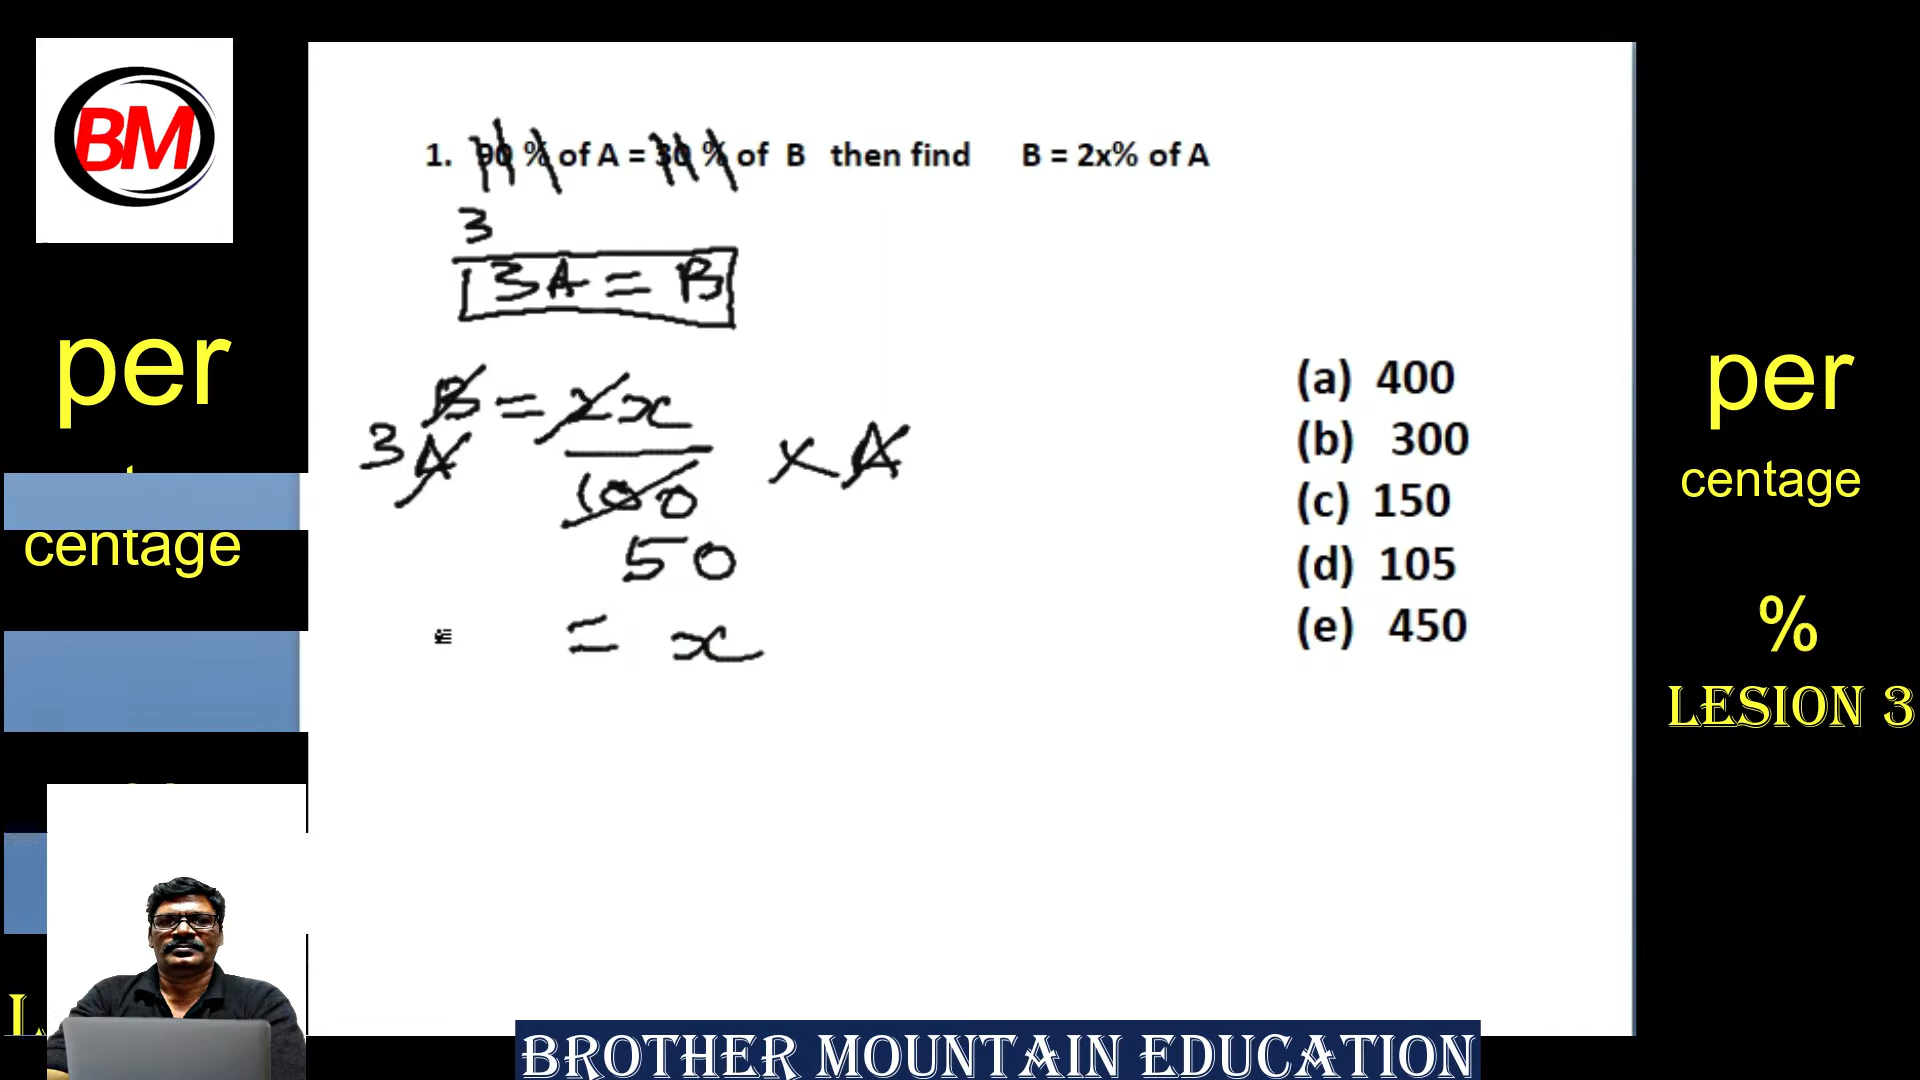 BM
per
centage
1. 90 % of A = 30 % of B then find B = 2x% of A
3
3A = B
B = 2x
3 A
100
x A
50
= x
(a) 400
(b) 300
(c) 150
(d) 105
(e) 450
per
centage
%
LESION 3
L
BROTHER MOUNTAIN EDUCATION